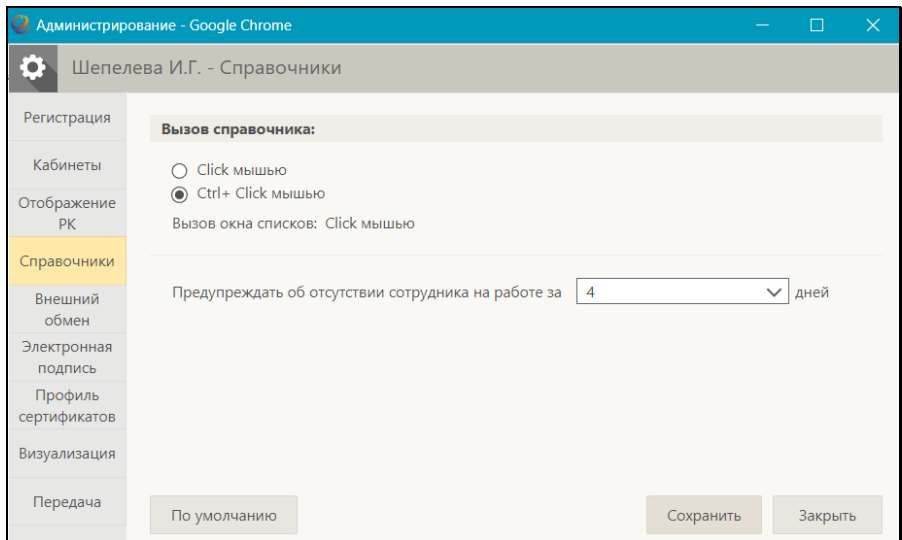 Администрирование - Google Chrome
Шепелева И.Г. - Справочники
Регистрация
Кабинеты
Отображение
РК
Справочники
Внешний
обмен
Электронная
подпись
Профиль
сертификатов
Визуализация
Передача
Вызов справочника:
Click мышью
Ctrl+ Click мышью
Вызов окна списков: Click мышью
Предупреждать об отсутствии сотрудника на работе за 4 дней
По умолчанию
Сохранить
Закрыть